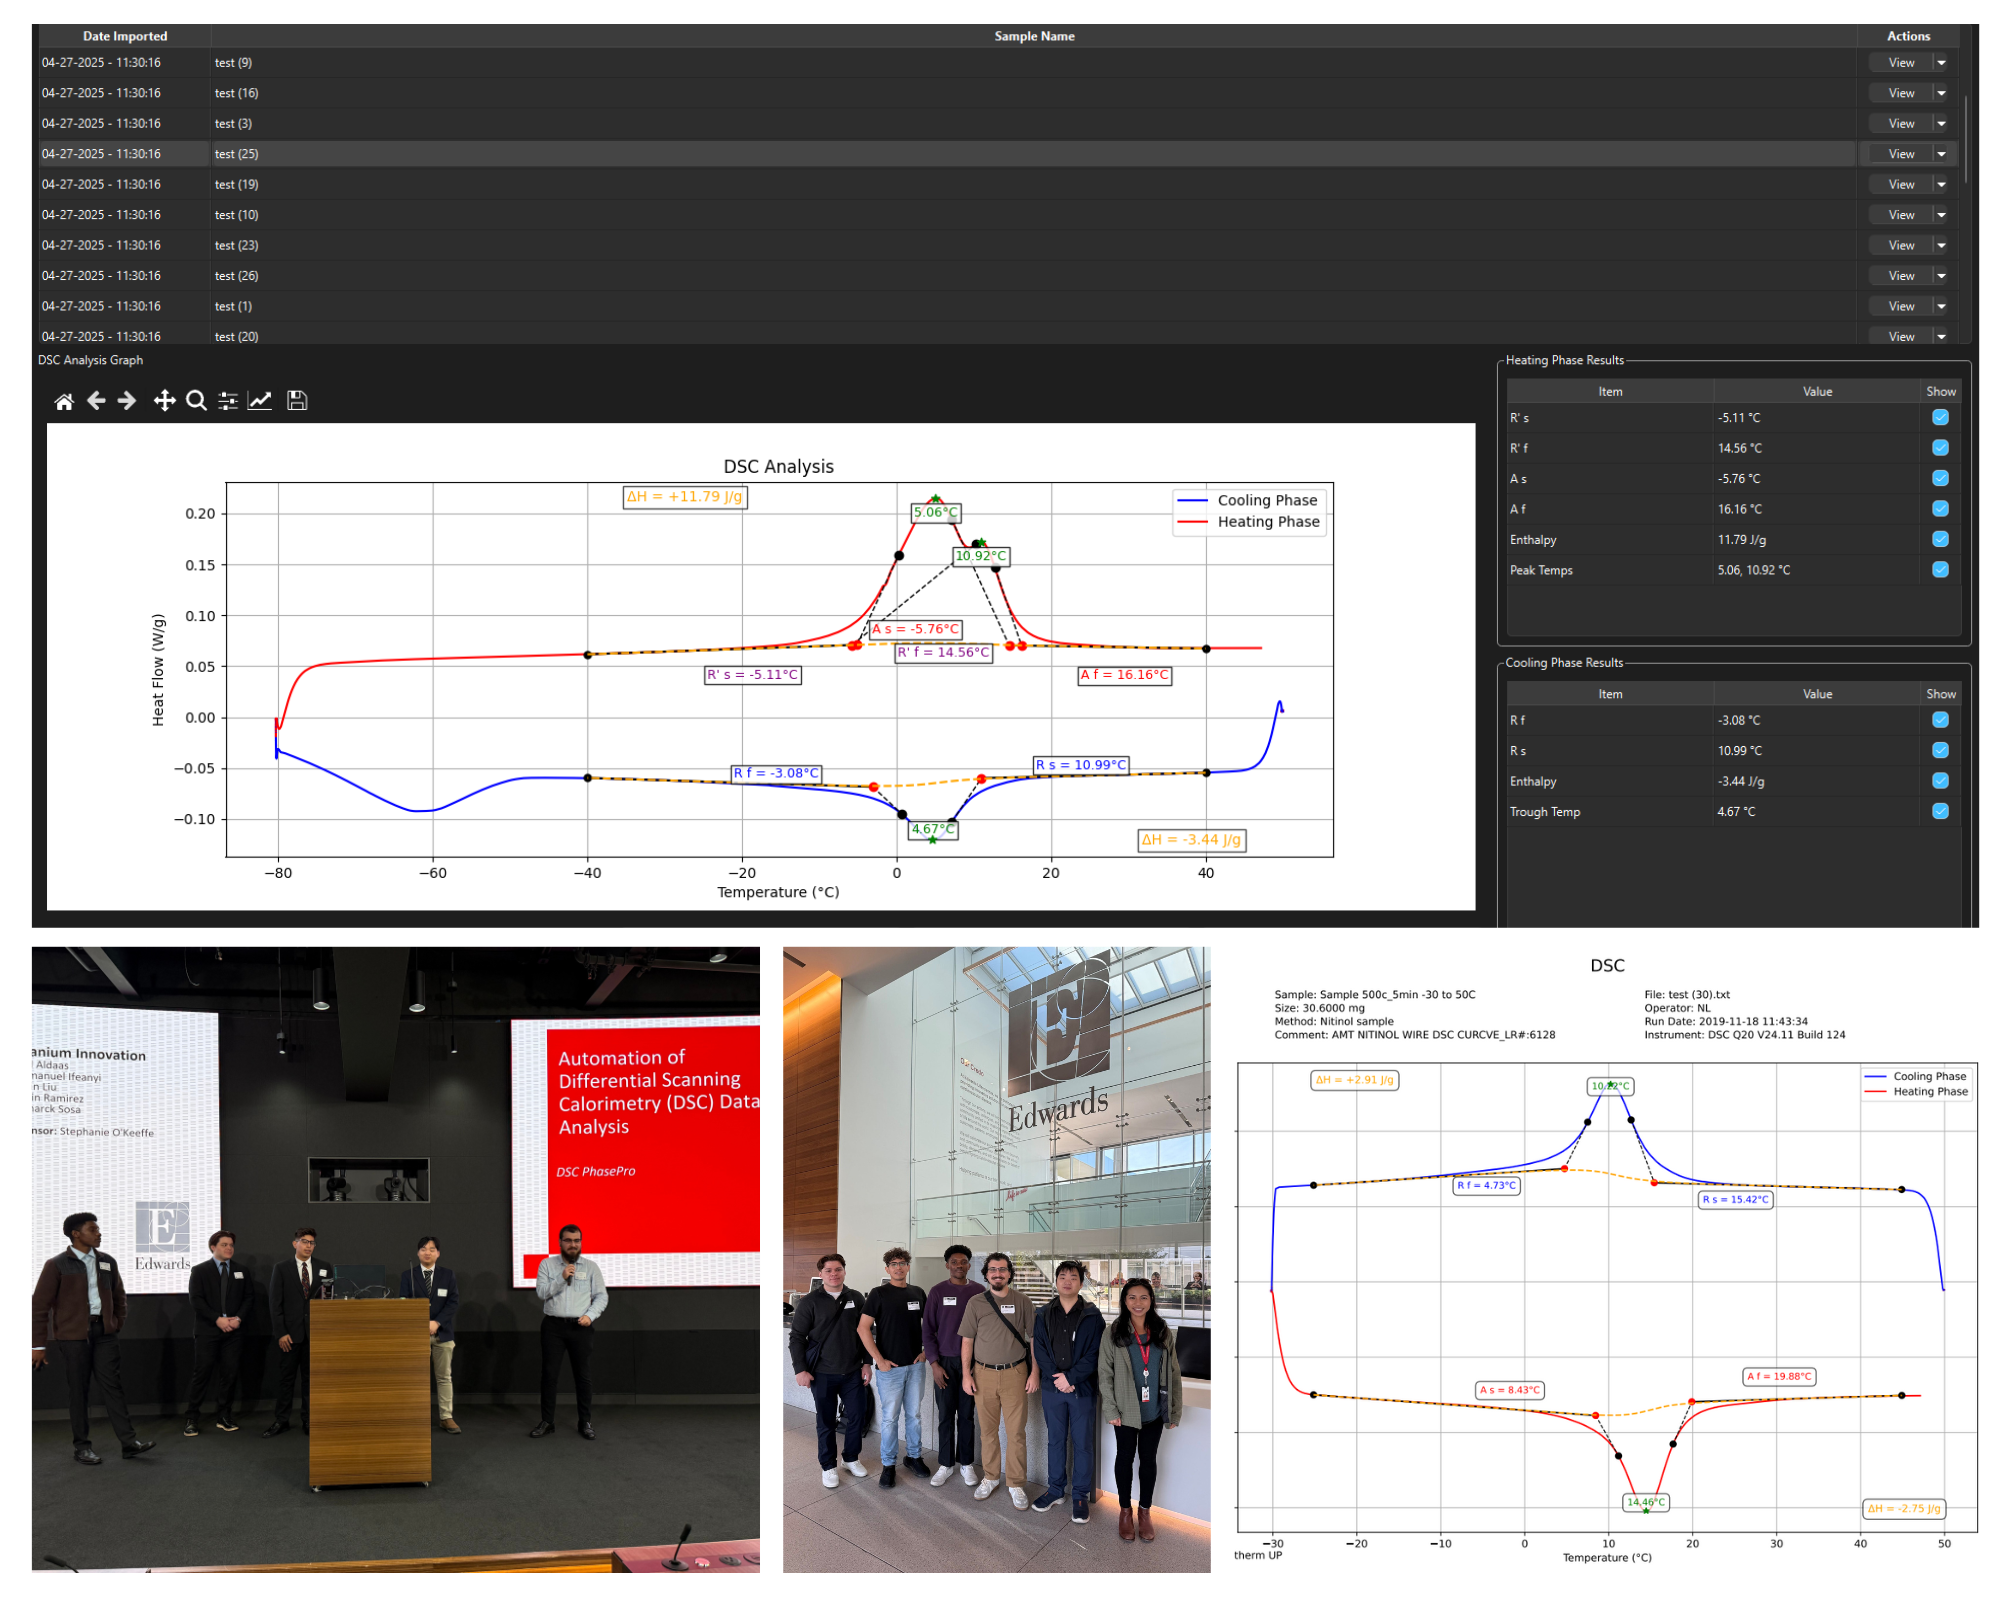 Date Imported Sample Name Actions
04-27-2025 - 11:30:16 test (9) View
04-27-2025 - 11:30:16 test (16) View
04-27-2025 - 11:30:16 test (3) View
04-27-2025 - 11:30:16 test (25) View
04-27-2025 - 11:30:16 test (19) View
04-27-2025 - 11:30:16 test (10) View
04-27-2025 - 11:30:16 test (23) View
04-27-2025 - 11:30:16 test (26) View
04-27-2025 - 11:30:16 test (1) View
04-27-2025 - 11:30:16 test (20) View
DSC Analysis Graph
DSC Analysis
ΔH = +11.79 J/g
Cooling Phase
Heating Phase
5.06°C
10.92°C
A s = -5.76°C
R' f = 14.56°C
R' s = -5.11°C
A f = 16.16°C
R f = -3.08°C
R s = 10.99°C
4.67°C
ΔH = -3.44 J/g
Heat Flow (W/g)
0.20
0.15
0.10
0.05
0.00
−0.05
−0.10
−80 −60 −40 −20 0 20 40
Temperature (°C)
Heating Phase Results
Item Value Show
R' s -5.11 °C
R' f 14.56 °C
A s -5.76 °C
A f 16.16 °C
Enthalpy 11.79 J/g
Peak Temps 5.06, 10.92 °C
Cooling Phase Results
Item Value Show
R f -3.08 °C
R s 10.99 °C
Enthalpy -3.44 J/g
Trough Temp 4.67 °C
anium Innovation
Aldaas
nanuel Ifeanyi
n Liu
in Ramirez
narck Sosa
nsor: Stephanie O'Keeffe
E
Edwards
Automation of
Differential Scanning
Calorimetry (DSC) Data
Analysis
DSC PhasePro
E
Edwards
Our Credo
DSC
Sample: Sample 500c_5min -30 to 50C
Size: 30.6000 mg
Method: Nitinol sample
Comment: AMT NITINOL WIRE DSC CURCVE_LR#:6128
File: test (30).txt
Operator: NL
Run Date: 2019-11-18 11:43:34
Instrument: DSC Q20 V24.11 Build 124
ΔH = +2.91 J/g
Cooling Phase
Heating Phase
R f = 4.73°C
R s = 15.42°C
A s = 8.43°C
A f = 19.88°C
14.46°C
ΔH = -2.75 J/g
−30 −20 −10 0 10 20 30 40 50
therm UP
Temperature (°C)